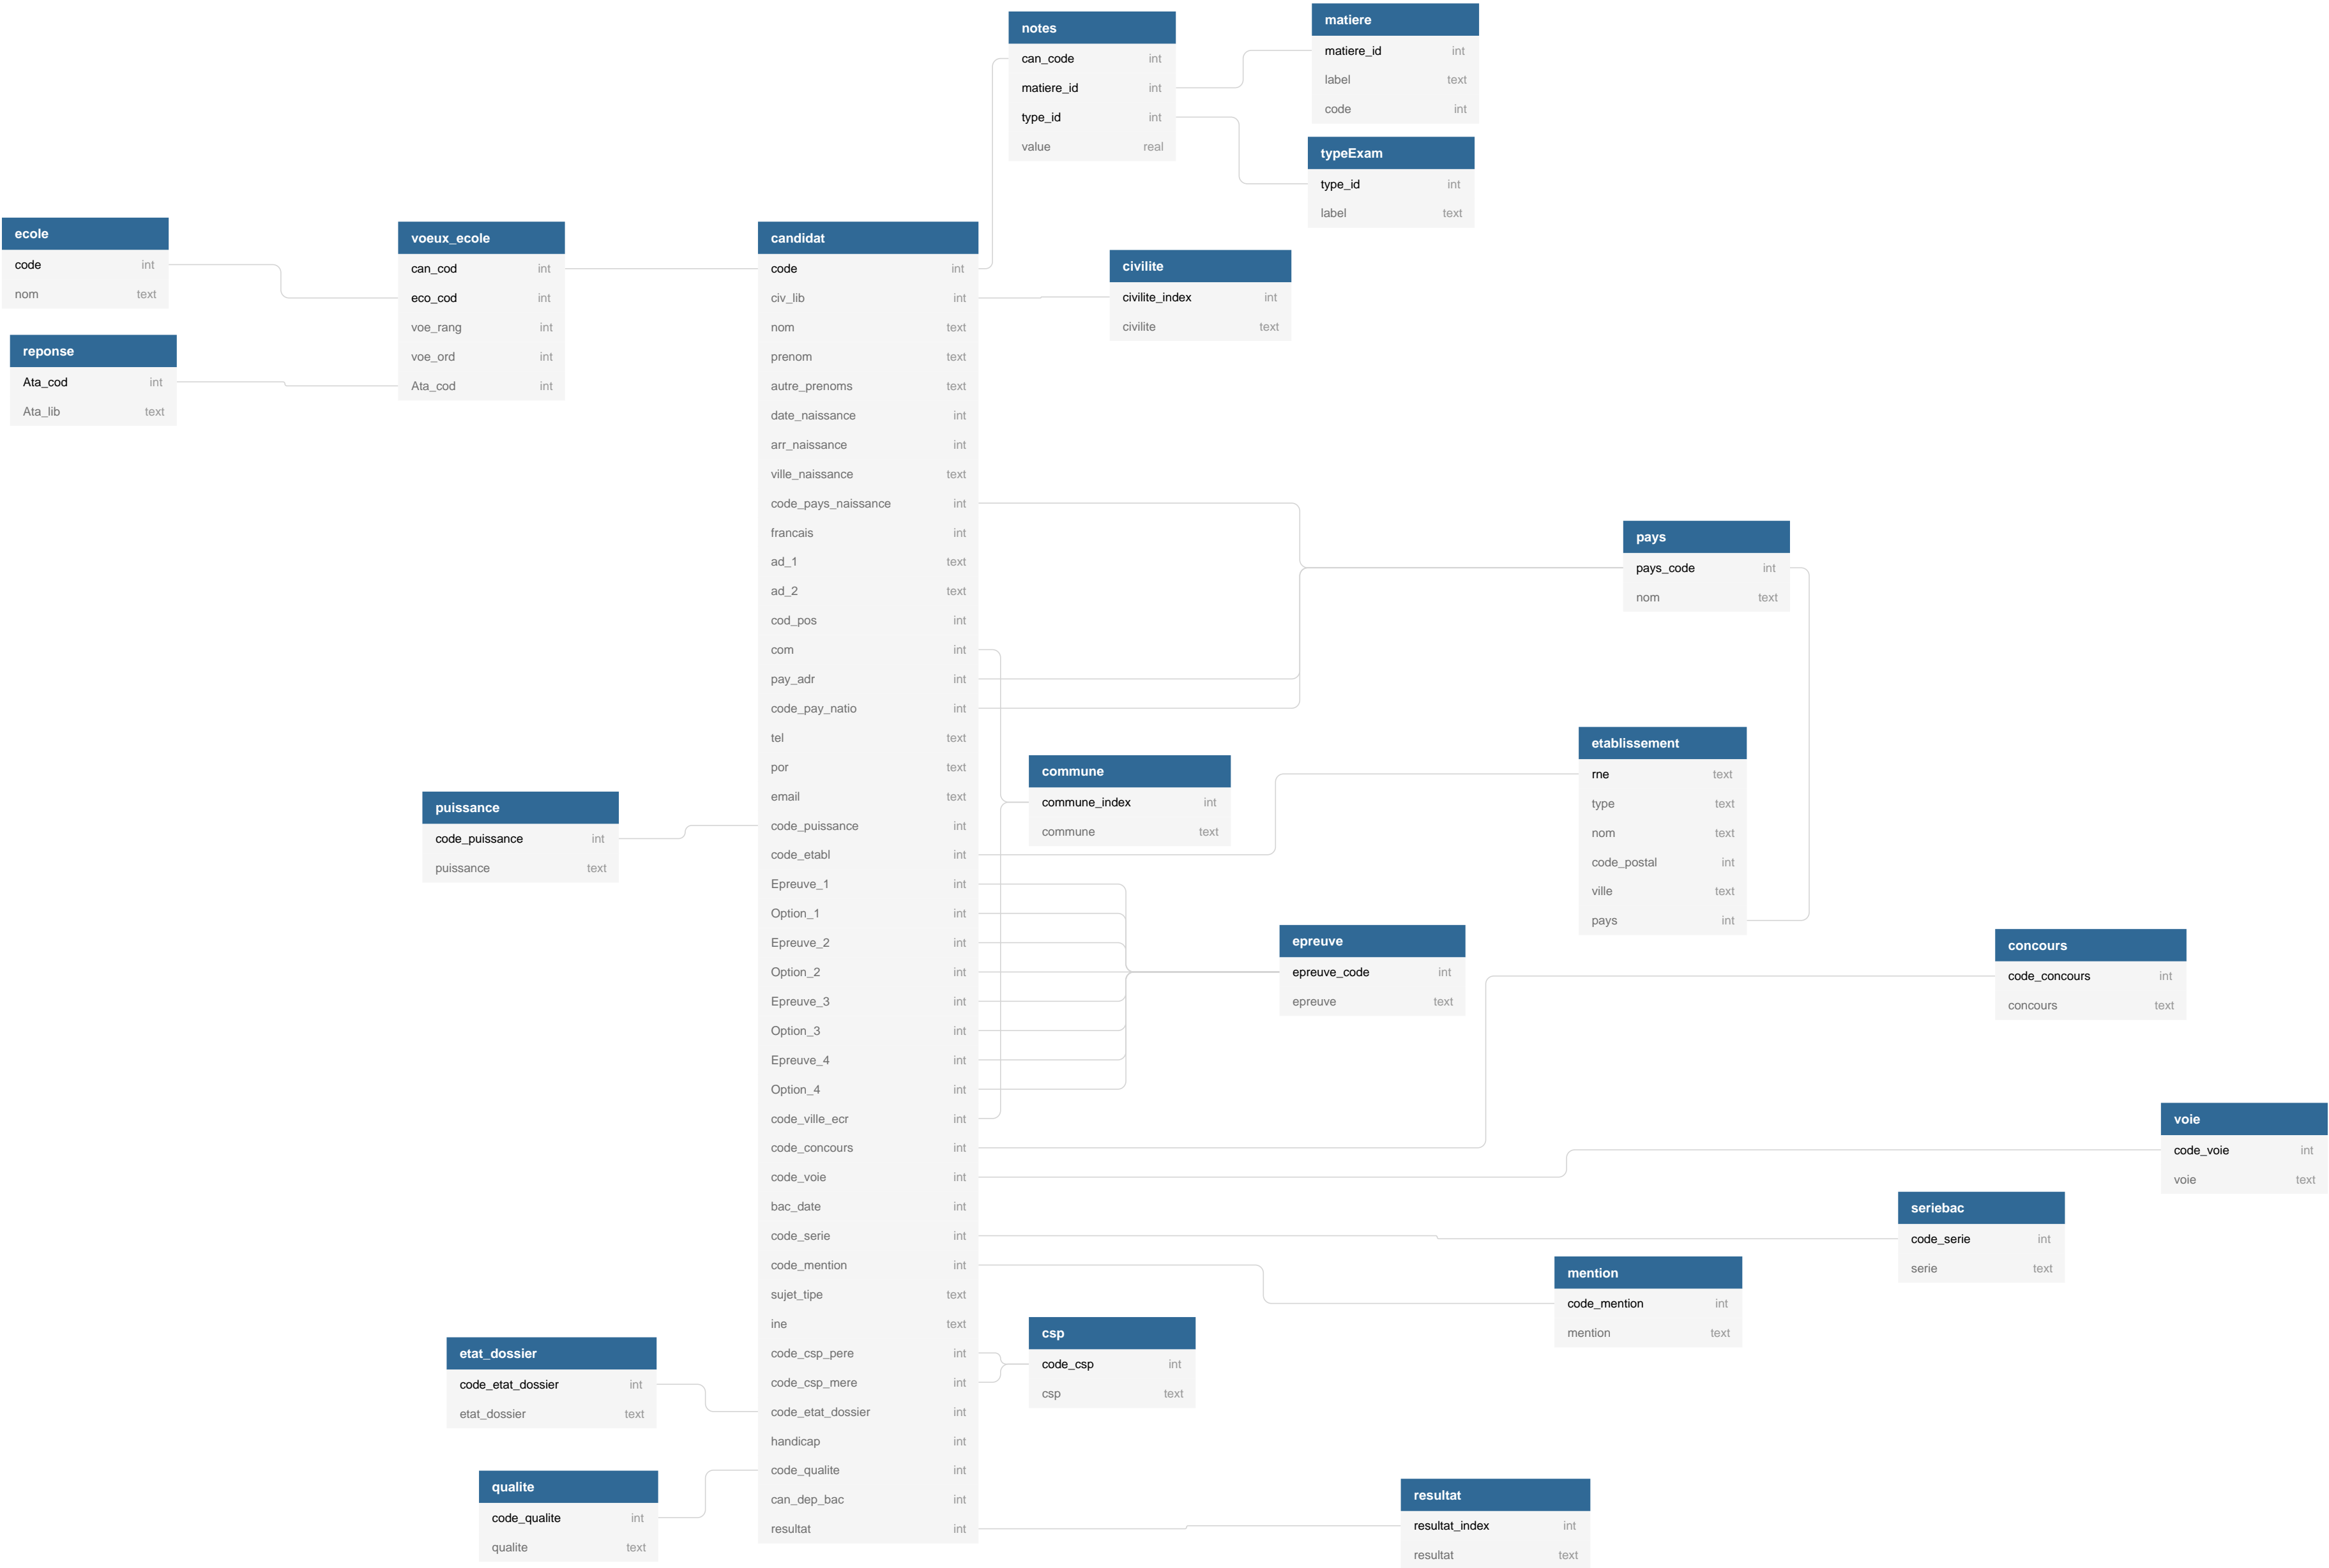 notes
can_code int
matiere_id int
type_id int
value real
matiere
matiere_id int
label text
code int
typeExam
type_id int
label text
ecole
code int
nom text
voeux_ecole
can_cod int
eco_cod int
voe_rang int
voe_ord int
Ata_cod int
reponse
Ata_cod int
Ata_lib text
candidat
code int
civ_lib int
nom text
prenom text
autre_prenoms text
date_naissance int
arr_naissance int
ville_naissance text
code_pays_naissance int
francais int
ad_1 text
ad_2 text
cod_pos int
com int
pay_adr int
code_pay_natio int
tel text
por text
email text
code_puissance int
code_etabl int
Epreuve_1 int
Option_1 int
Epreuve_2 int
Option_2 int
Epreuve_3 int
Option_3 int
Epreuve_4 int
Option_4 int
code_ville_ecr int
code_concours int
code_voie int
bac_date int
code_serie int
code_mention int
sujet_tipe text
ine text
code_csp_pere int
code_csp_mere int
code_etat_dossier int
handicap int
code_qualite int
can_dep_bac int
resultat int
civilite
civilite_index int
civilite text
pays
pays_code int
nom text
commune
commune_index int
commune text
etablissement
rne text
type text
nom text
code_postal int
ville text
pays int
puissance
code_puissance int
puissance text
epreuve
epreuve_code int
epreuve text
concours
code_concours int
concours text
voie
code_voie int
voie text
seriebac
code_serie int
serie text
mention
code_mention int
mention text
csp
code_csp int
csp text
etat_dossier
code_etat_dossier int
etat_dossier text
qualite
code_qualite int
qualite text
resultat
resultat_index int
resultat text